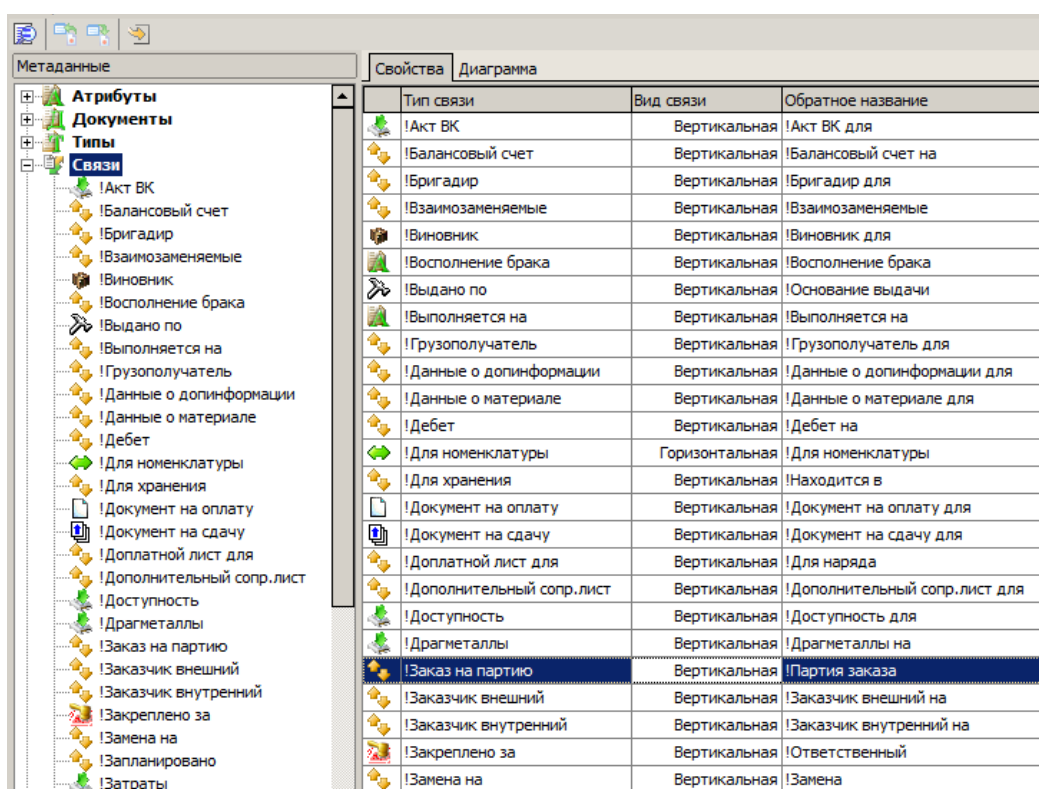 Метаданные
Атрибуты
Документы
Типы
Связи
!Акт ВК
!Балансовый счет
!Бригадир
!Взаимозаменяемые
!Виновник
!Восполнение брака
!Выдано по
!Выполняется на
!Грузополучатель
!Данные о допинформации
!Данные о материале
!Дебет
!Для номенклатуры
!Для хранения
!Документ на оплату
!Документ на сдачу
!Доплатной лист для
!Дополнительный сопр.лист
!Доступность
!Драгметаллы
!Заказ на партию
!Заказчик внешний
!Заказчик внутренний
!Закреплено за
!Замена на
!Запланировано
!Затраты
Свойства Диаграмма
Тип связи Вид связи Обратное название
!Акт ВК Вертикальная !Акт ВК для
!Балансовый счет Вертикальная !Балансовый счет на
!Бригадир Вертикальная !Бригадир для
!Взаимозаменяемые Вертикальная !Взаимозаменяемые
!Виновник Вертикальная !Виновник для
!Восполнение брака Вертикальная !Восполнение брака
!Выдано по Вертикальная !Основание выдачи
!Выполняется на Вертикальная !Выполняется на
!Грузополучатель Вертикальная !Грузополучатель для
!Данные о допинформации Вертикальная !Данные о допинформации для
!Данные о материале Вертикальная !Данные о материале для
!Дебет Вертикальная !Дебет на
!Для номенклатуры Горизонтальная !Для номенклатуры
!Для хранения Вертикальная !Находится в
!Документ на оплату Вертикальная !Документ на оплату для
!Документ на сдачу Вертикальная !Документ на сдачу для
!Доплатной лист для Вертикальная !Для наряда
!Дополнительный сопр.лист Вертикальная !Дополнительный сопр.лист для
!Доступность Вертикальная !Доступность для
!Драгметаллы Вертикальная !Драгметаллы на
!Заказ на партию Вертикальная !Партия заказа
!Заказчик внешний Вертикальная !Заказчик внешний на
!Заказчик внутренний Вертикальная !Заказчик внутренний на
!Закреплено за Вертикальная !Ответственный
!Замена на Вертикальная !Замена